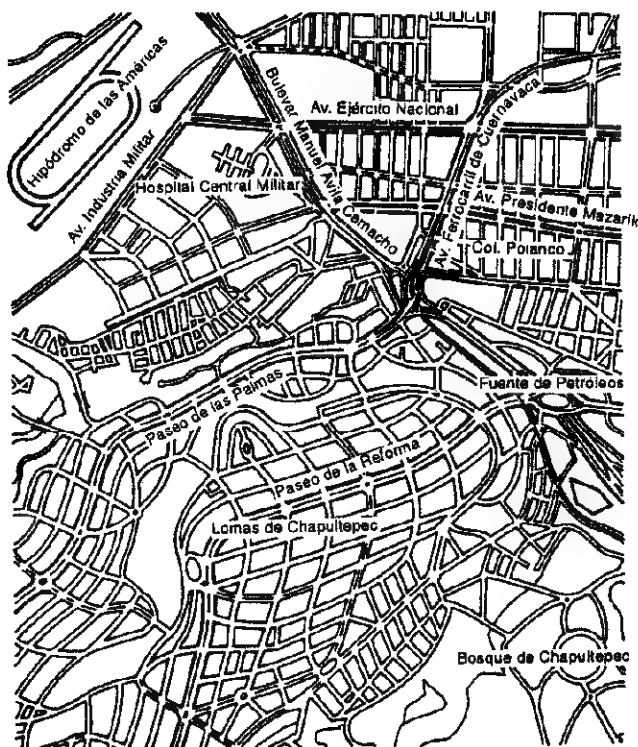 Hipódromo de las Américas
Av. Industria Militar
Bulevar Manuel Avila Camacho
Av. Ejército Nacional
Av. Ferrocarril de Cuernavaca
Hospital Central Militar
Av. Presidente Mazarik
Col. Polanco
Fuente de Petróleos
Paseo de las Palmas
Paseo de la Reforma
Lomas de Chapultepec
Bosque de Chapultepec